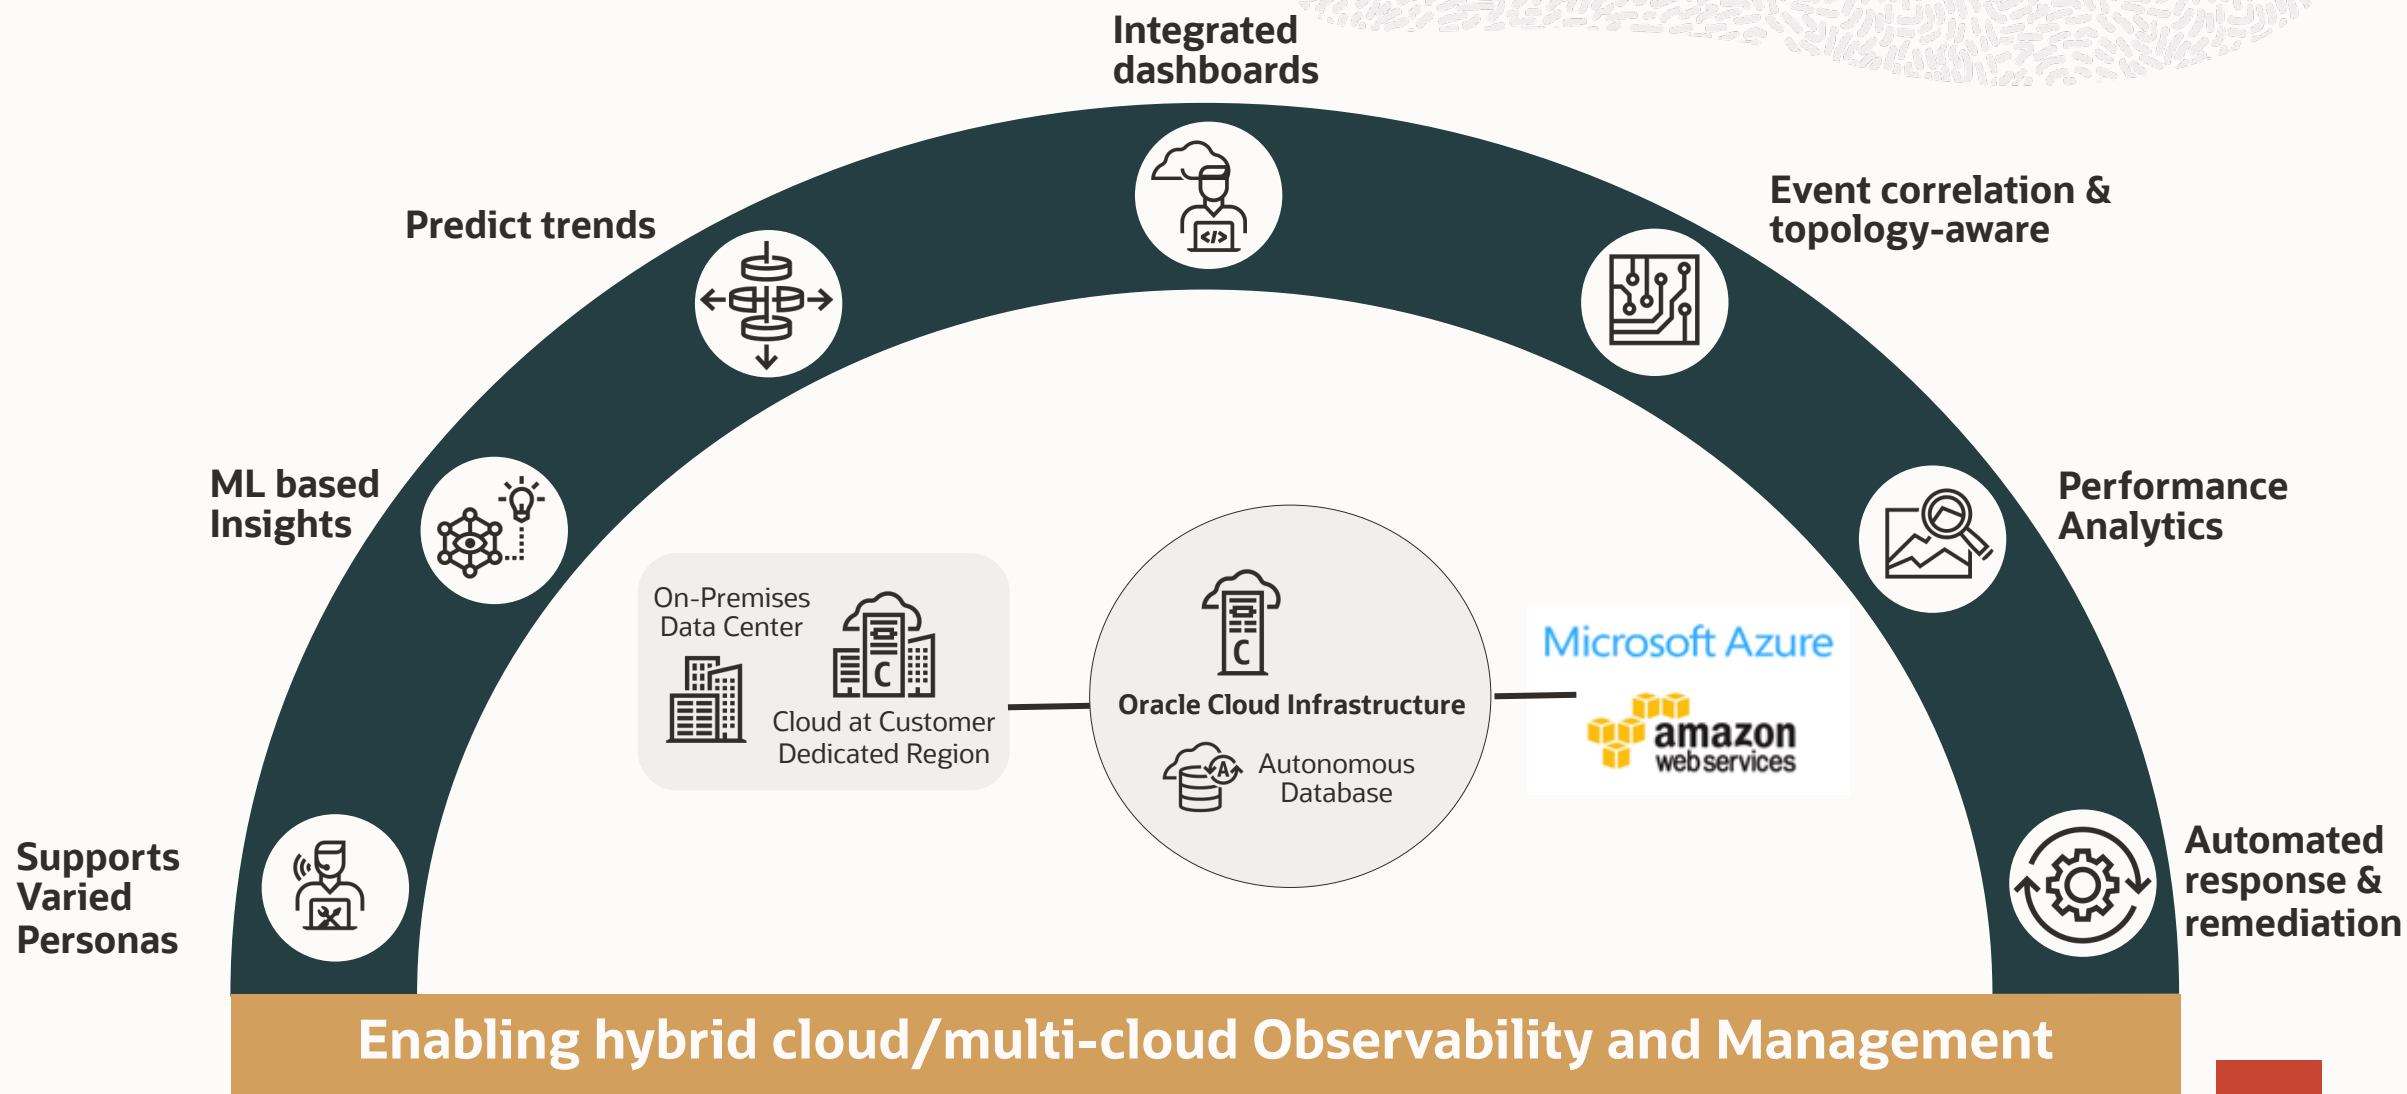 Integrated
dashboards
Predict trends
Event correlation &
topology-aware
ML based
Insights
Performance
Analytics
On-Premises
Data Center
C
Cloud at Customer
Dedicated Region
C
Oracle Cloud Infrastructure
A
Autonomous
Database
Microsoft Azure
amazon
webservices
Supports
Varied
Personas
Automated
response &
remediation
</>
Enabling hybrid cloud/multi-cloud Observability and Management